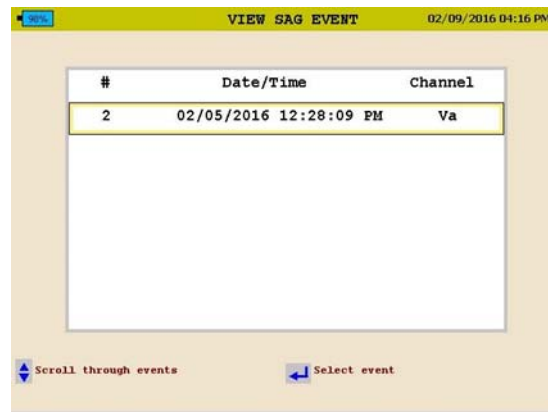 90% VIEW SAG EVENT 02/09/2016 04:16 PM
# Date/Time Channel
2 02/05/2016 12:28:09 PM Va
Scroll through events Select event